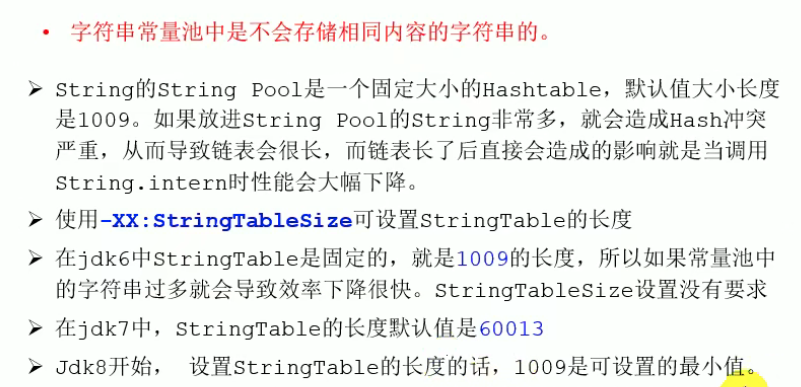 • 字符串常量池中是不会存储相同内容的字符串的。
➢ String的String Pool是一个固定大小的Hashtable，默认值大小长度
是1009。如果放进String Pool的String非常多，就会造成Hash冲突
严重，从而导致链表会很长，而链表长了后直接会造成的影响就是当调用
String.intern时性能会大幅下降。
➢ 使用-XX:StringTableSize可设置StringTable的长度
➢ 在jdk6中StringTable是固定的，就是1009的长度，所以如果常量池中
的字符串过多就会导致效率下降很快。StringTableSize设置没有要求
➢ 在jdk7中，StringTable的长度默认值是60013
➢ Jdk8开始， 设置StringTable的长度的话，1009是可设置的最小值。